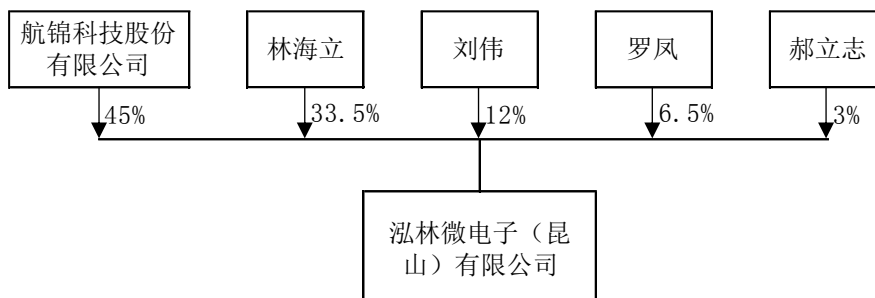 航锦科技股份
有限公司
林海立
刘伟
罗凤
郝立志
45%
33.5%
12%
6.5%
3%
泓林微电子（昆
山）有限公司